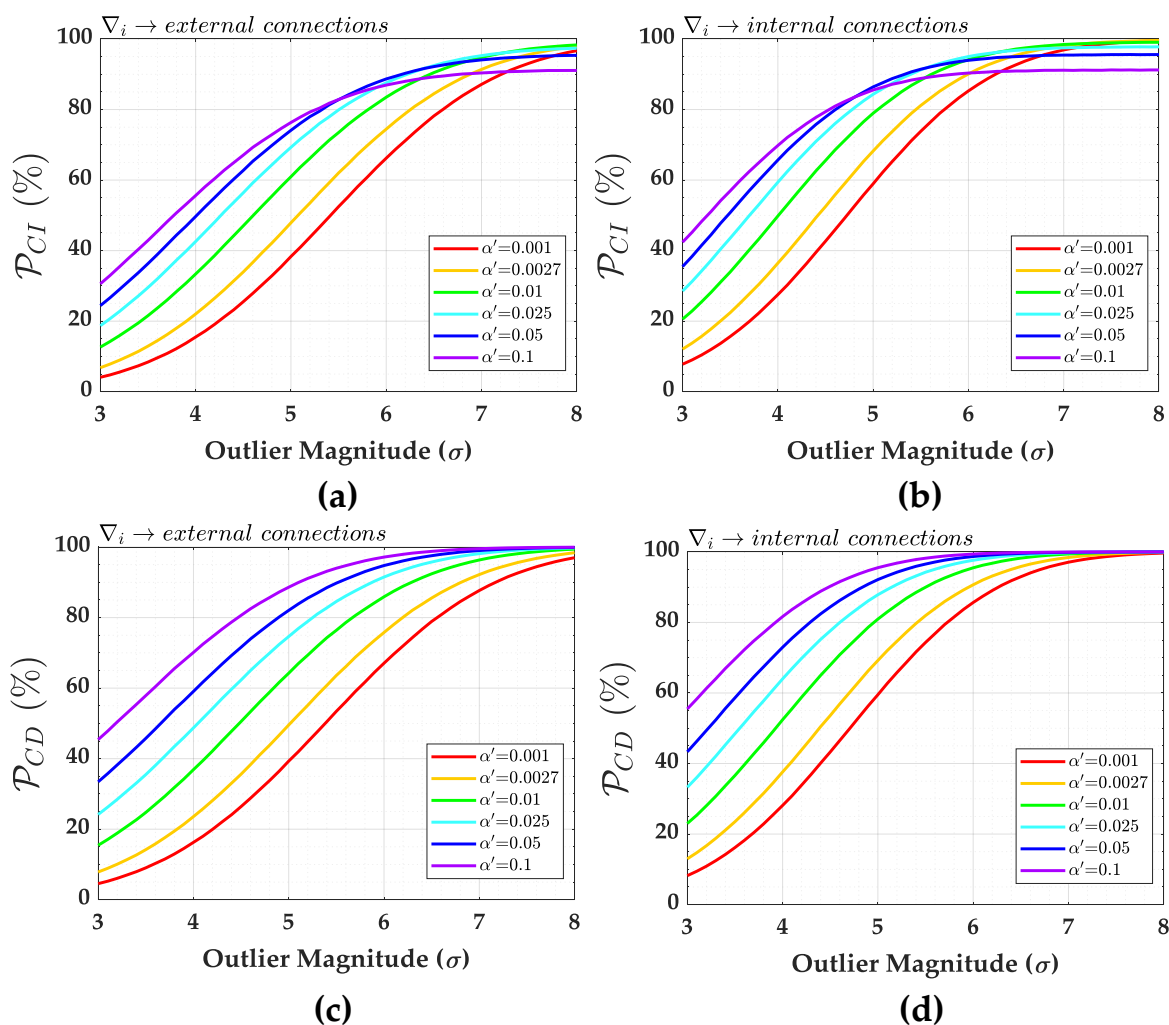 ∇i → external connections
100
80
60
40
20
0
P_CI (%)
α′=0.001
α′=0.0027
α′=0.01
α′=0.025
α′=0.05
α′=0.1
3 4 5 6 7 8
Outlier Magnitude (σ)
(a)
∇i → internal connections
100
80
60
40
20
0
P_CI (%)
α′=0.001
α′=0.0027
α′=0.01
α′=0.025
α′=0.05
α′=0.1
3 4 5 6 7 8
Outlier Magnitude (σ)
(b)
∇i → external connections
100
80
60
40
20
0
P_CD (%)
α′=0.001
α′=0.0027
α′=0.01
α′=0.025
α′=0.05
α′=0.1
3 4 5 6 7 8
Outlier Magnitude (σ)
(c)
∇i → internal connections
100
80
60
40
20
0
P_CD (%)
α′=0.001
α′=0.0027
α′=0.01
α′=0.025
α′=0.05
α′=0.1
3 4 5 6 7 8
Outlier Magnitude (σ)
(d)